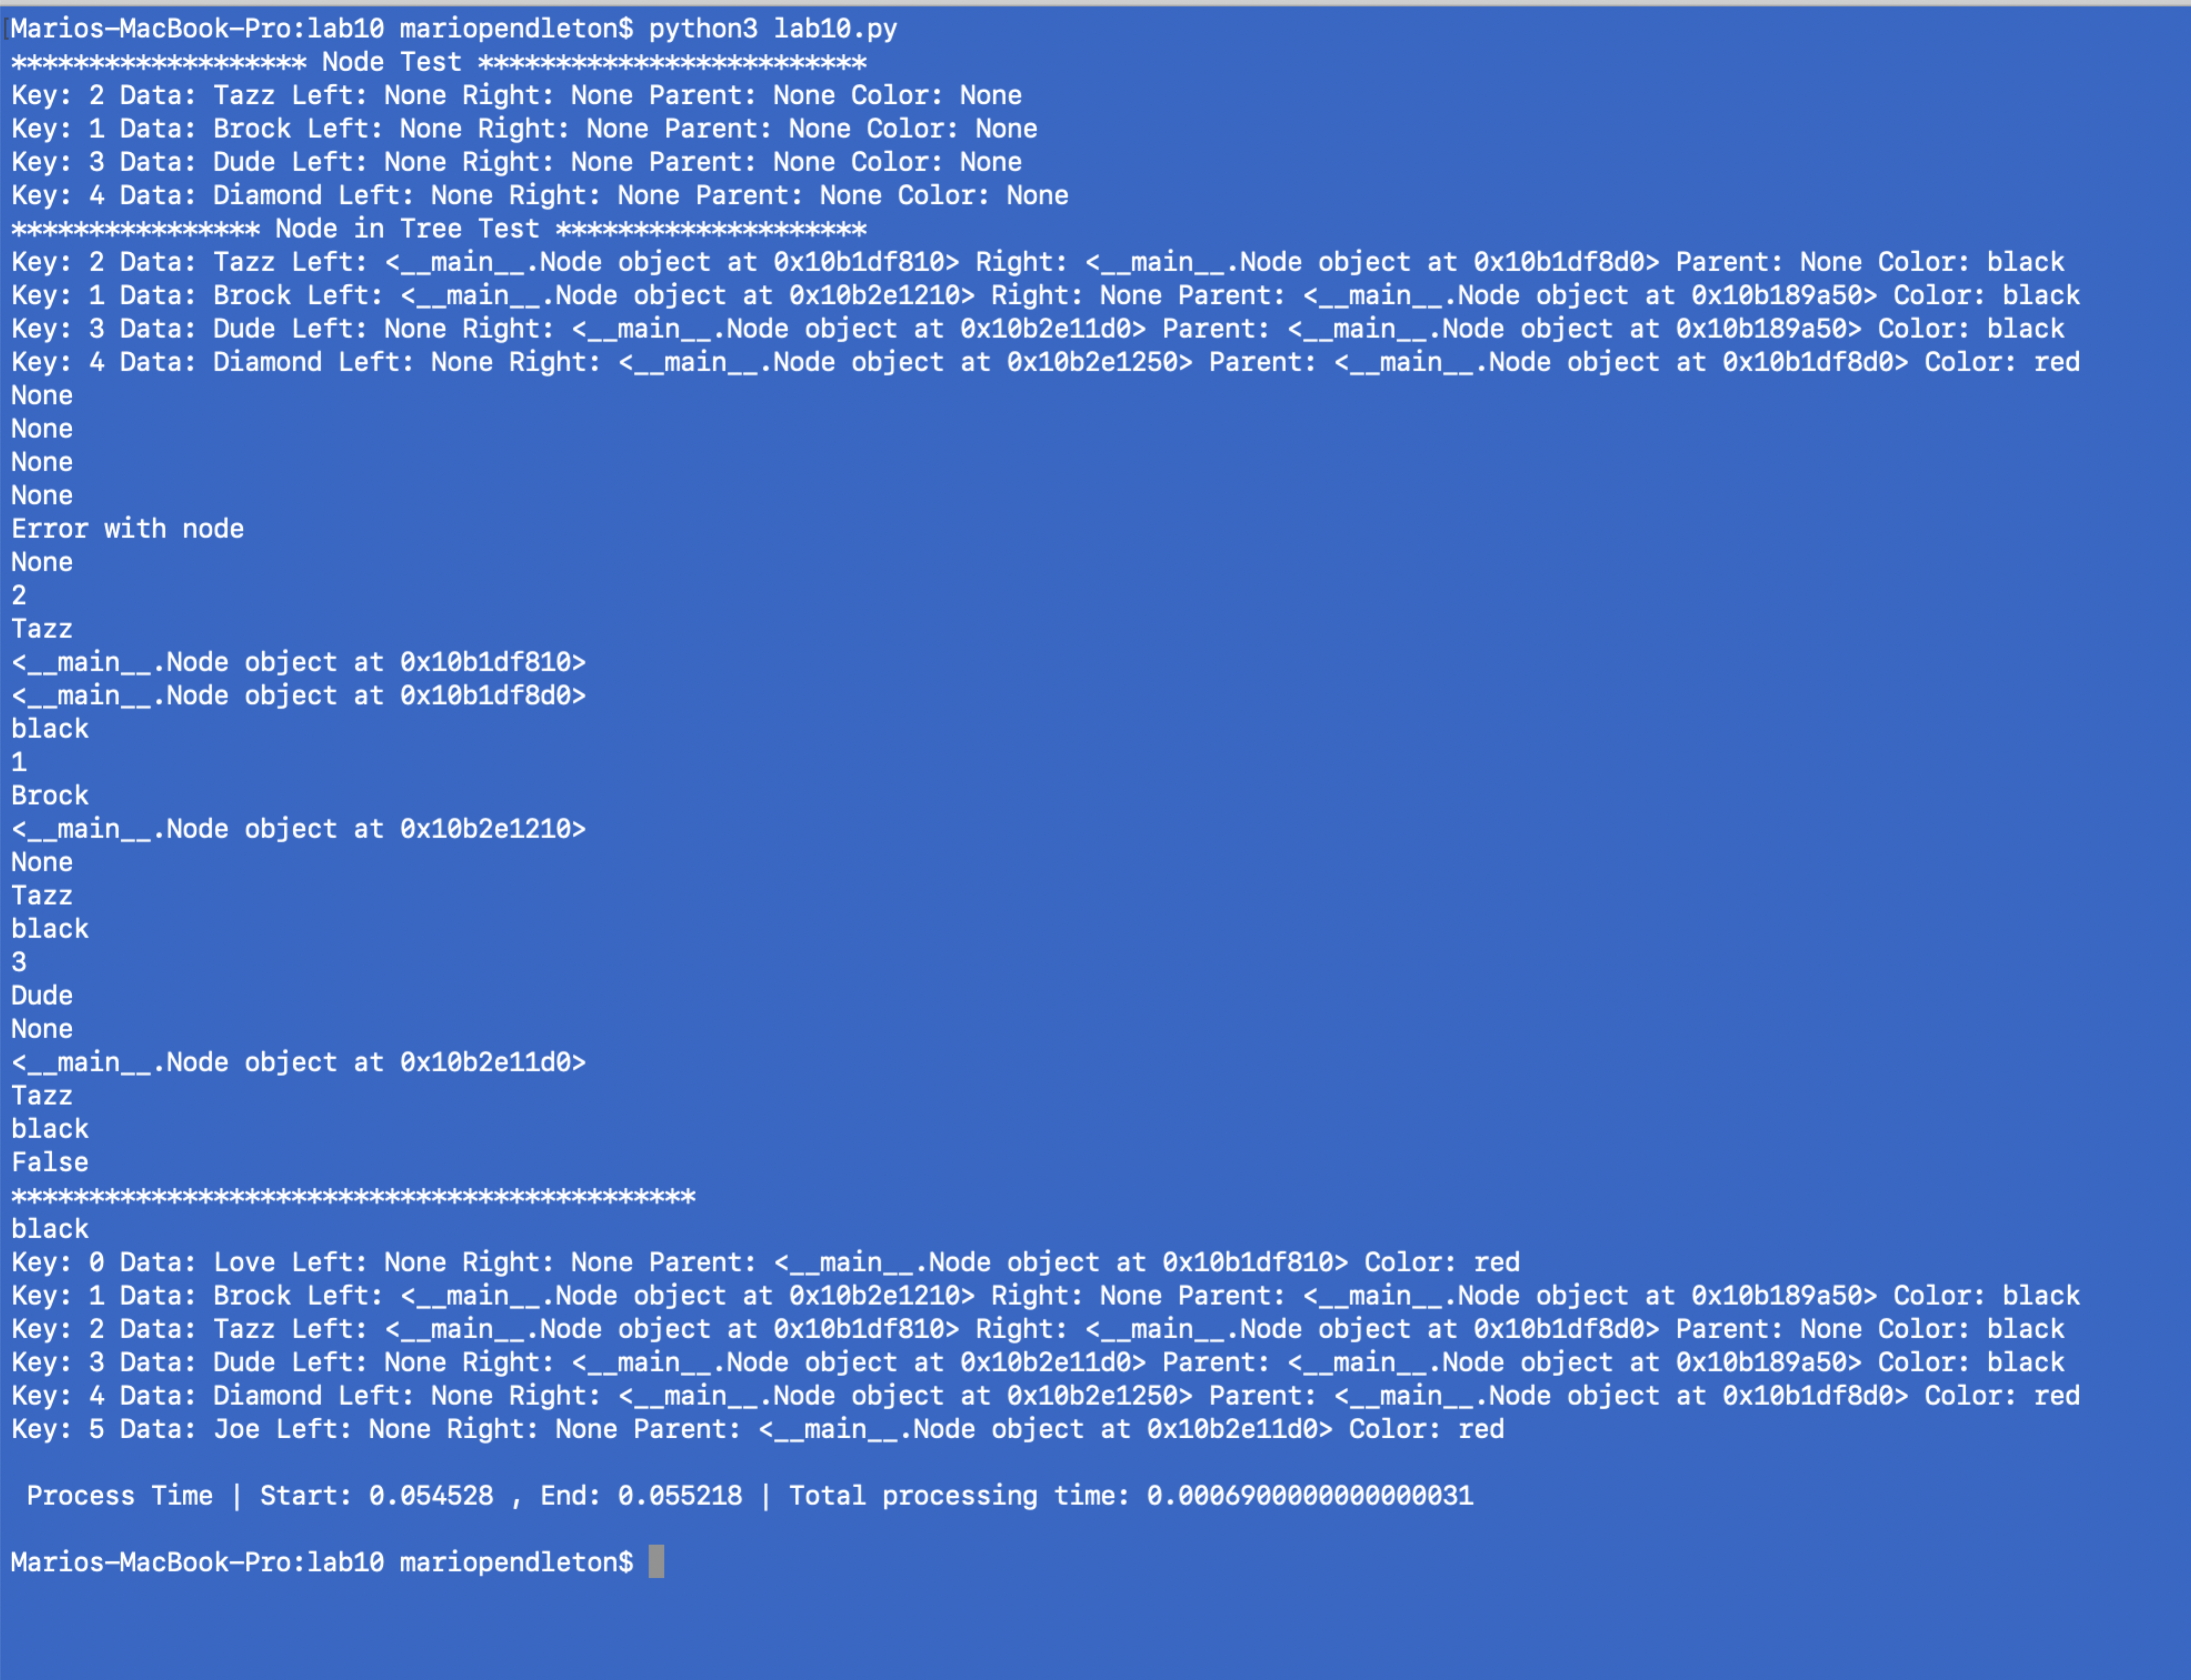 Marios-MacBook-Pro:lab10 mariopendleton$ python3 lab10.py
******************* Node Test *************************
Key: 2 Data: Tazz Left: None Right: None Parent: None Color: None
Key: 1 Data: Brock Left: None Right: None Parent: None Color: None
Key: 3 Data: Dude Left: None Right: None Parent: None Color: None
Key: 4 Data: Diamond Left: None Right: None Parent: None Color: None
**************** Node in Tree Test ********************
Key: 2 Data: Tazz Left: <__main__.Node object at 0x10b1df810> Right: <__main__.Node object at 0x10b1df8d0> Parent: None Color: black
Key: 1 Data: Brock Left: <__main__.Node object at 0x10b2e1210> Right: None Parent: <__main__.Node object at 0x10b189a50> Color: black
Key: 3 Data: Dude Left: None Right: <__main__.Node object at 0x10b2e11d0> Parent: <__main__.Node object at 0x10b189a50> Color: black
Key: 4 Data: Diamond Left: None Right: <__main__.Node object at 0x10b2e1250> Parent: <__main__.Node object at 0x10b1df8d0> Color: red
None
None
None
None
Error with node
None
2
Tazz
<__main__.Node object at 0x10b1df810>
<__main__.Node object at 0x10b1df8d0>
black
1
Brock
<__main__.Node object at 0x10b2e1210>
None
Tazz
black
3
Dude
None
<__main__.Node object at 0x10b2e11d0>
Tazz
black
False
********************************************
black
Key: 0 Data: Love Left: None Right: None Parent: <__main__.Node object at 0x10b1df810> Color: red
Key: 1 Data: Brock Left: <__main__.Node object at 0x10b2e1210> Right: None Parent: <__main__.Node object at 0x10b189a50> Color: black
Key: 2 Data: Tazz Left: <__main__.Node object at 0x10b1df810> Right: <__main__.Node object at 0x10b1df8d0> Parent: None Color: black
Key: 3 Data: Dude Left: None Right: <__main__.Node object at 0x10b2e11d0> Parent: <__main__.Node object at 0x10b189a50> Color: black
Key: 4 Data: Diamond Left: None Right: <__main__.Node object at 0x10b2e1250> Parent: <__main__.Node object at 0x10b1df8d0> Color: red
Key: 5 Data: Joe Left: None Right: None Parent: <__main__.Node object at 0x10b2e11d0> Color: red
Process Time | Start: 0.054528 , End: 0.055218 | Total processing time: 0.0006900000000000031
Marios-MacBook-Pro:lab10 mariopendleton$